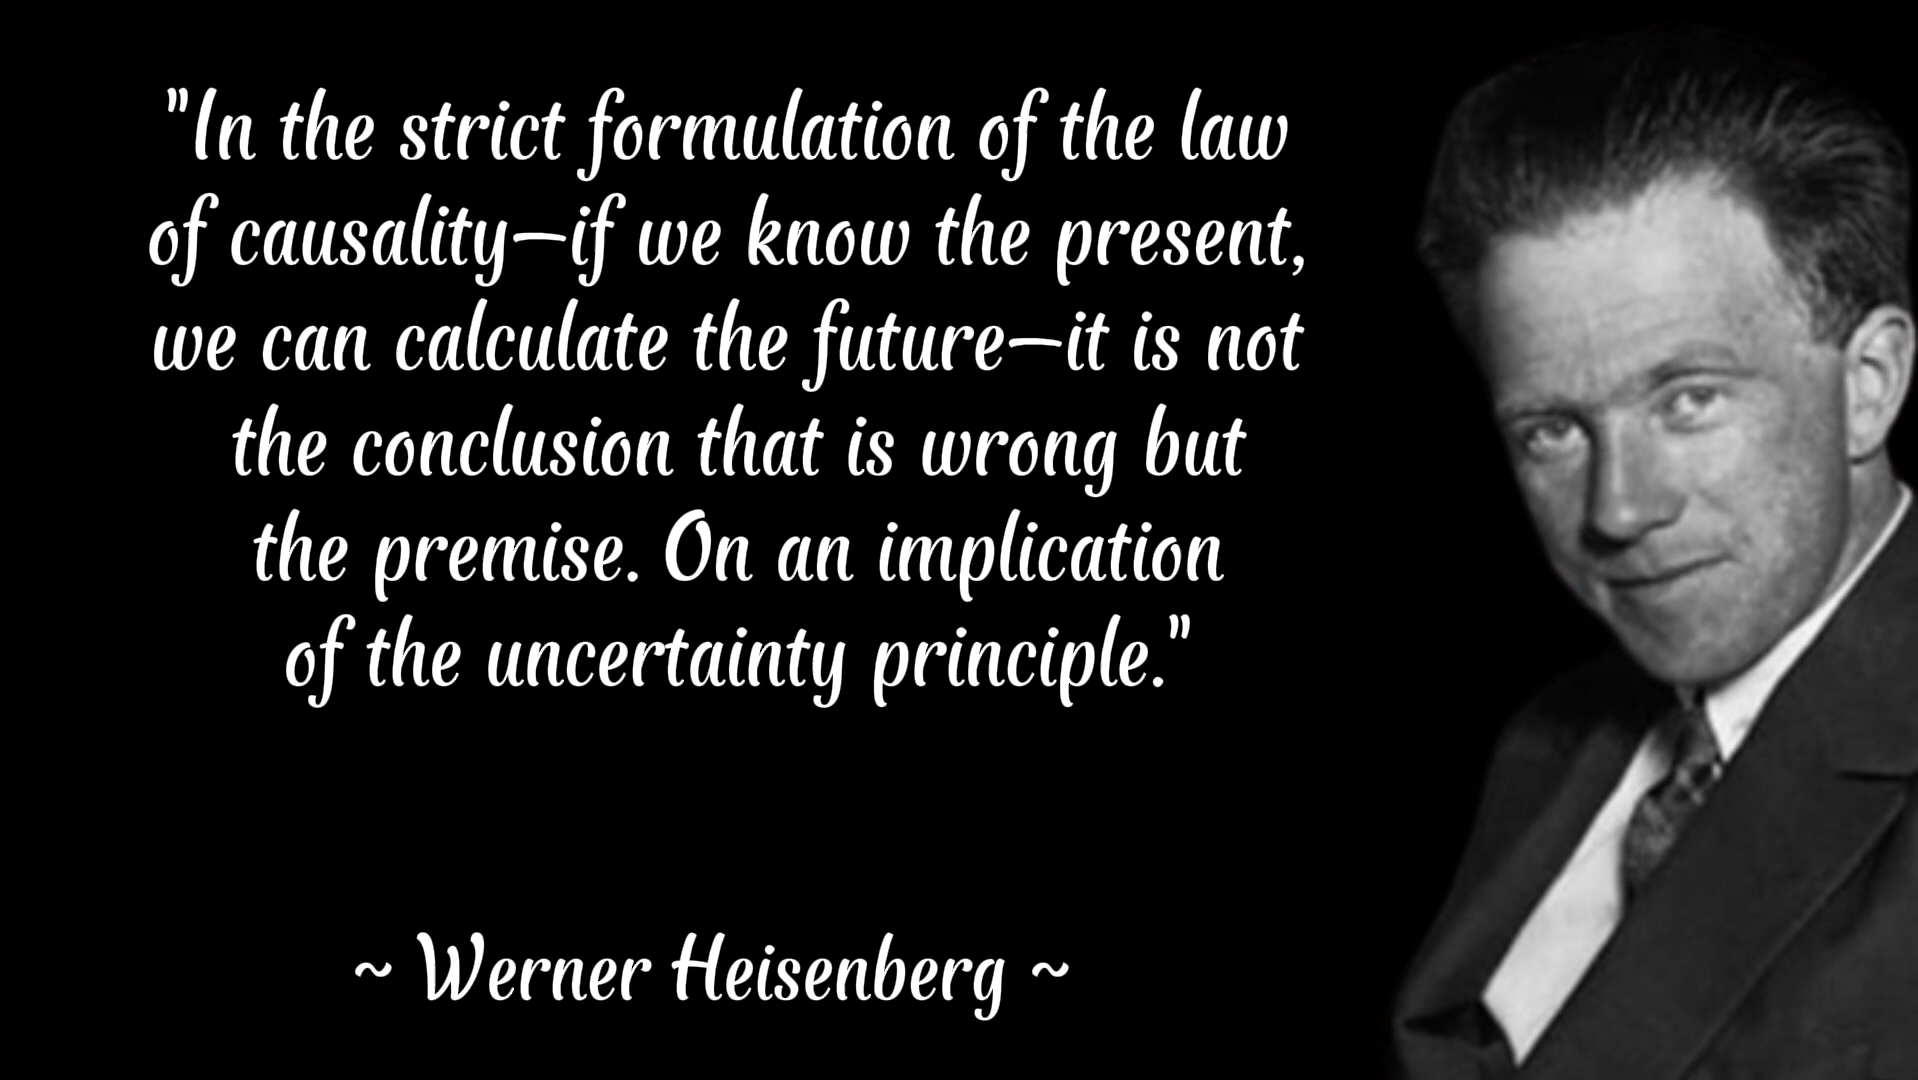 "In the strict formulation of the law
of causality—if we know the present,
we can calculate the future—it is not
the conclusion that is wrong but
the premise. On an implication
of the uncertainty principle."
~ Werner Heisenberg ~